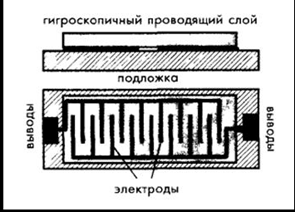 гигроскопичный проводящий слой
подложка
выводы
выводы
электроды